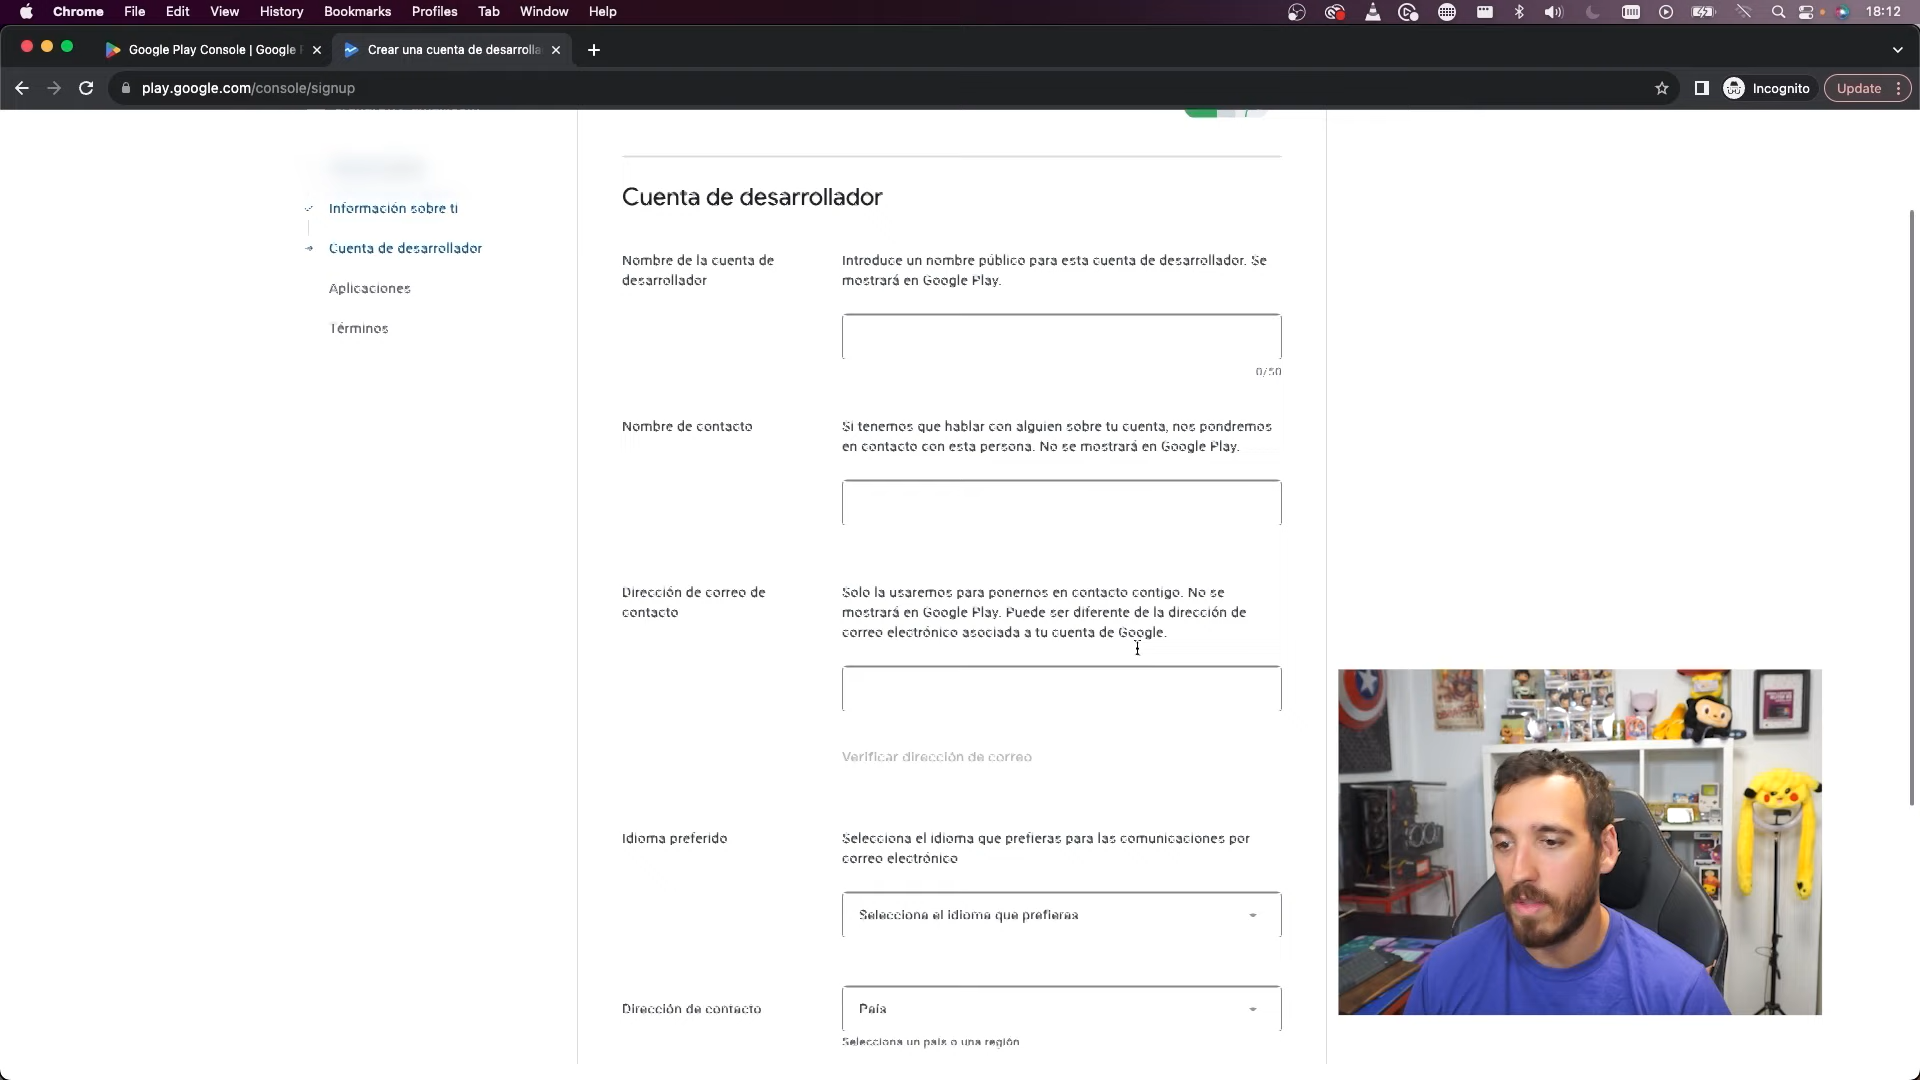 Chrome File Edit View History Bookmarks Profiles Tab Window Help 18:12
Google Play Console | Google
Crear una cuenta de desarrolla
play.google.com/console/signup
Incognito
Update
Información sobre ti
Cuenta de desarrollador
Aplicaciones
Términos
Cuenta de desarrollador
Nombre de la cuenta de
desarrollador
Introduce un nombre público para esta cuenta de desarrollador. Se
mostrará en Google Play.
0/50
Nombre de contacto
Si tenemos que hablar con alguien sobre tu cuenta, nos pondremos
en contacto con esta persona. No se mostrará en Google Play.
Dirección de correo de
contacto
Solo la usaremos para ponernos en contacto contigo. No se
mostrará en Google Play. Puede ser diferente de la dirección de
correo electrónico asociada a tu cuenta de Google.
Verificar dirección de correo
Idioma preferido
Selecciona el idioma que prefieras para las comunicaciones por
correo electrónico
Selecciona el idioma que prefieras
Dirección de contacto
País
Selecciona un país o una región